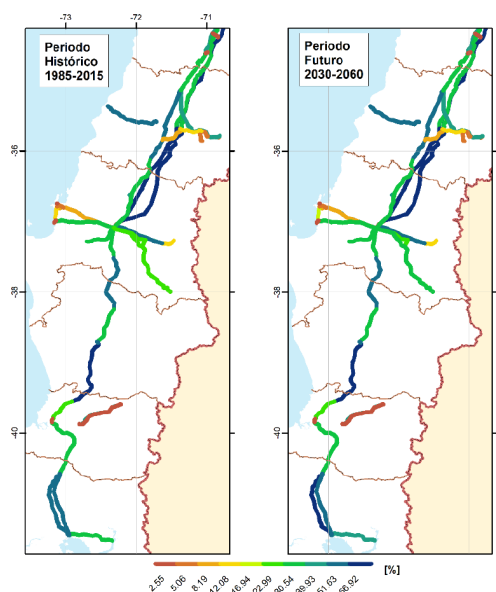 -73 -72 -71
Periodo
Histórico
1985-2015
Periodo
Futuro
2030-2060
-36
-38
-40
2.55 5.06 8.19 12.08 16.94 22.99 30.54 39.93 51.63 66.92 [%]